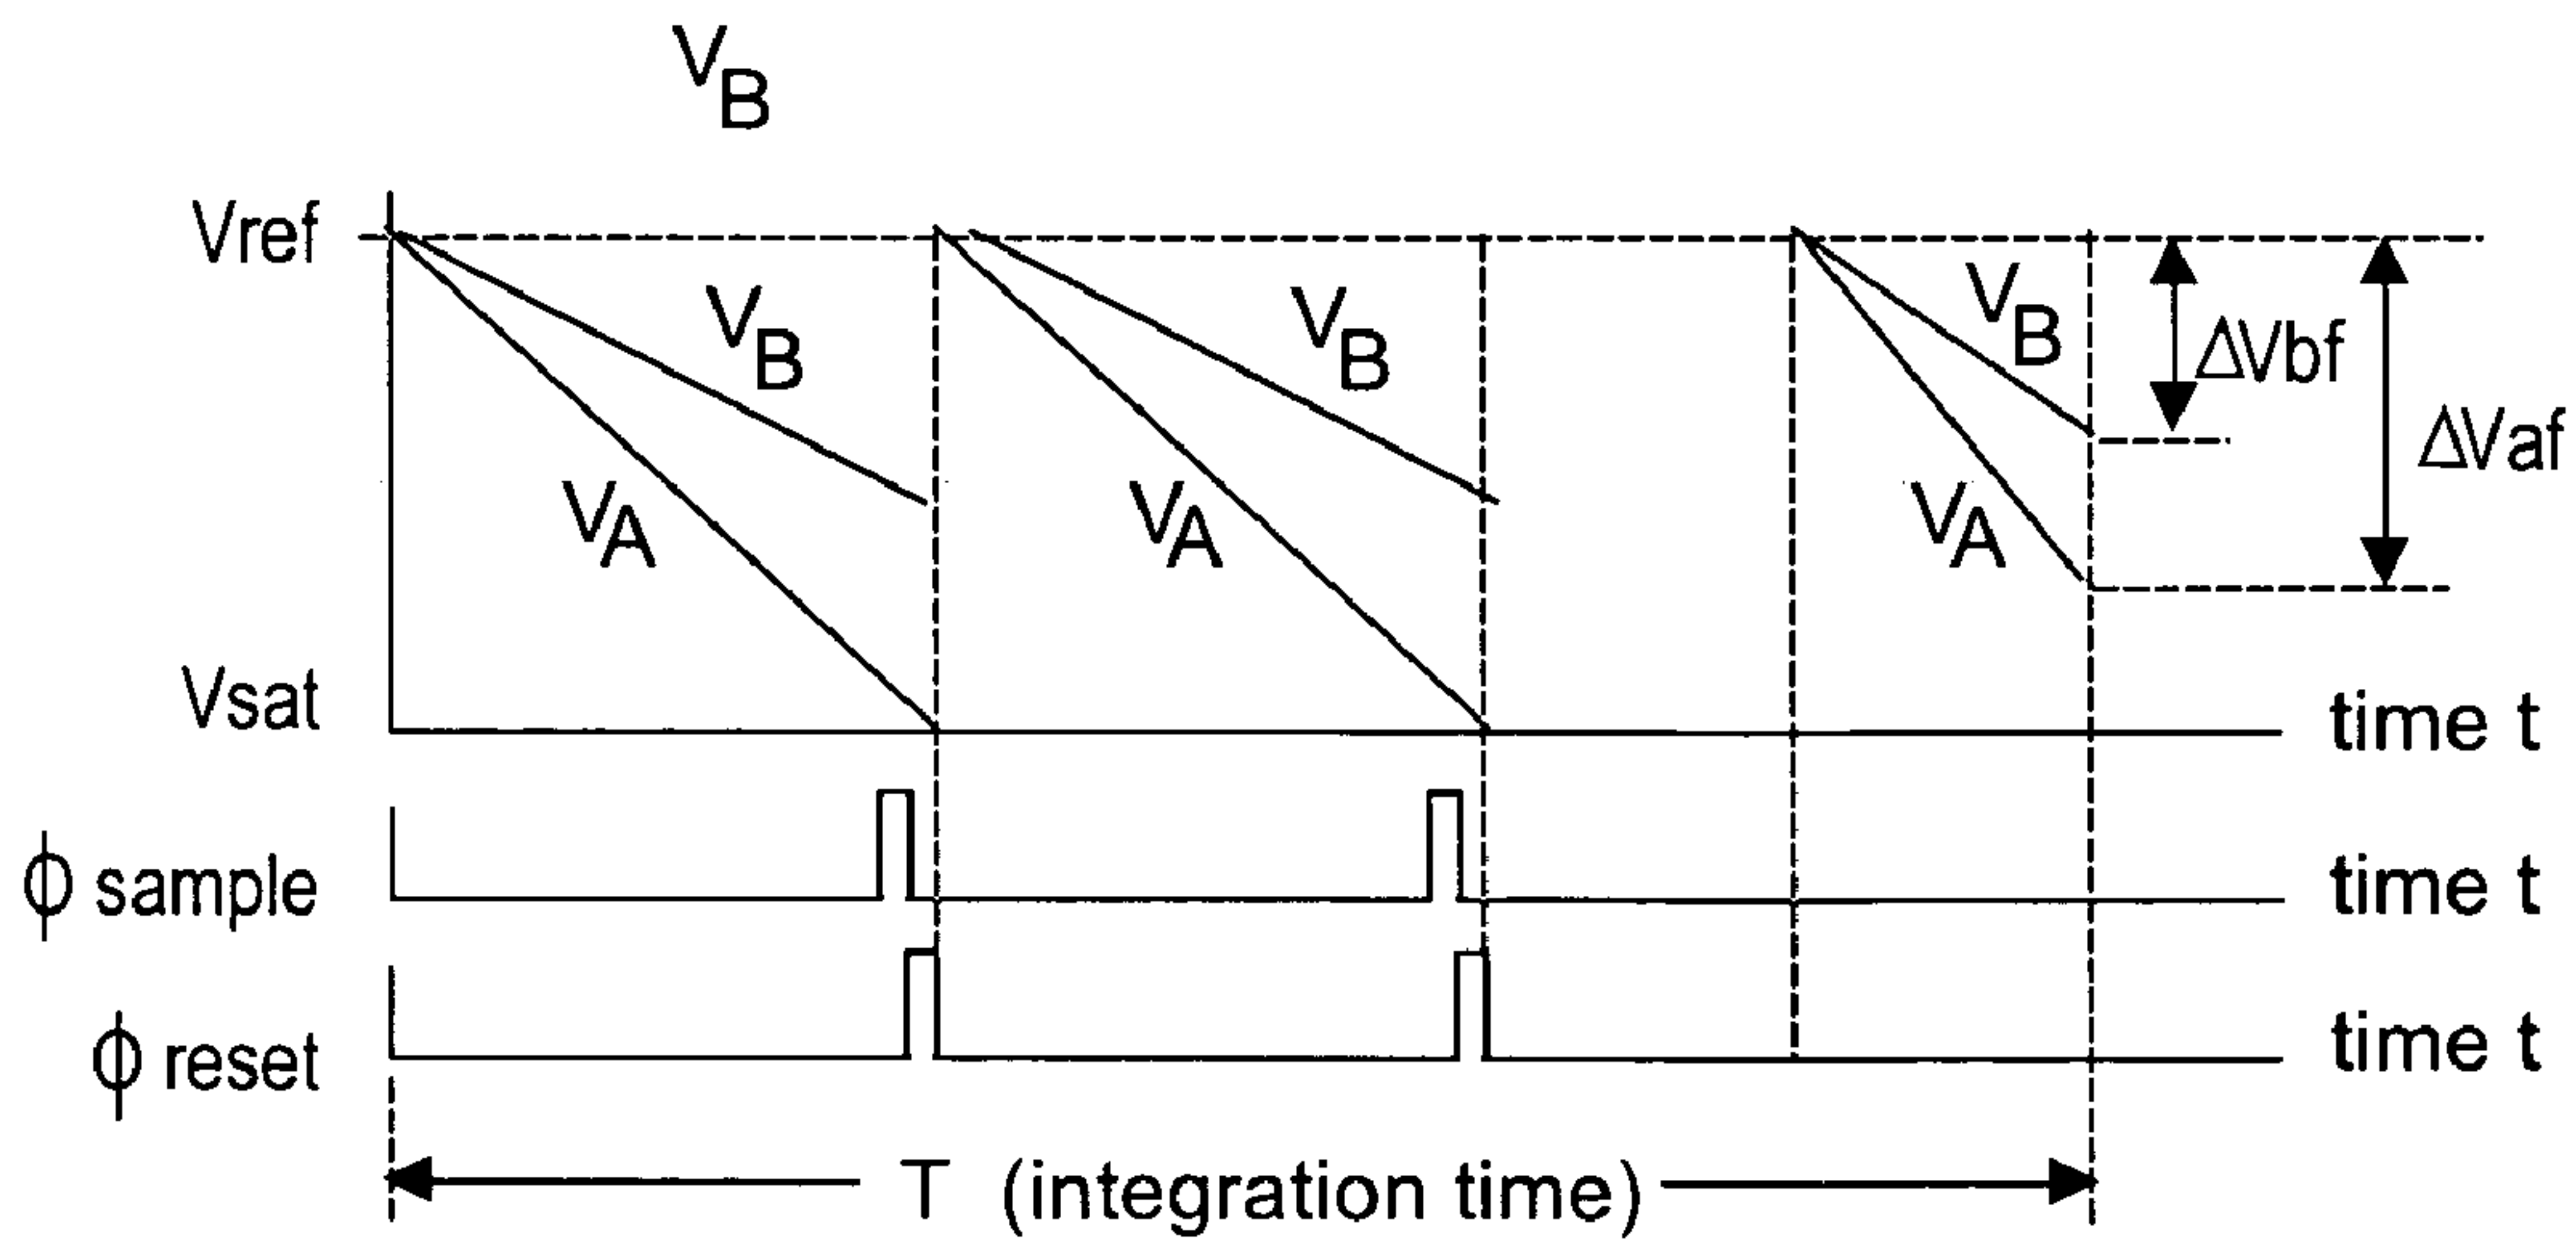 VB
Vref
VB
VB
VB
ΔVbf
ΔVaf
VA
VA
VA
Vsat
time t
ϕ sample
time t
ϕ reset
time t
T (integration time)